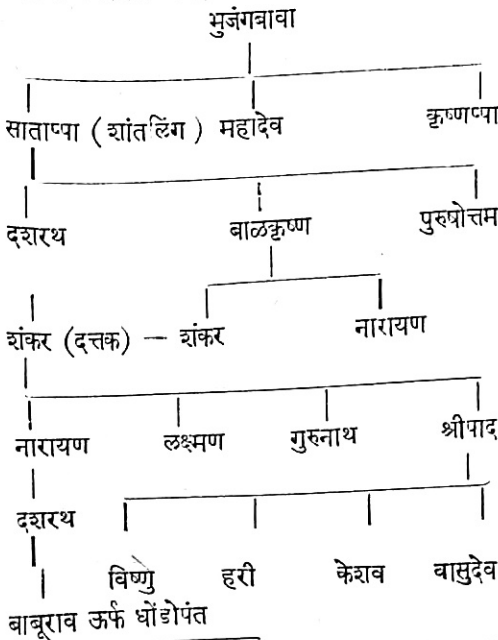 भुजंगबावा
साताप्पा (शांतलिंग) महादेव कृष्णप्पा
दशरथ बाळकृष्ण पुरुषोत्तम
शंकर (दत्तक) — शंकर नारायण
नारायण लक्ष्मण गुरुनाथ श्रीपाद
दशरथ
विष्णु हरी केशव वासुदेव
बाबूराव ऊर्फ धोंडोपंत